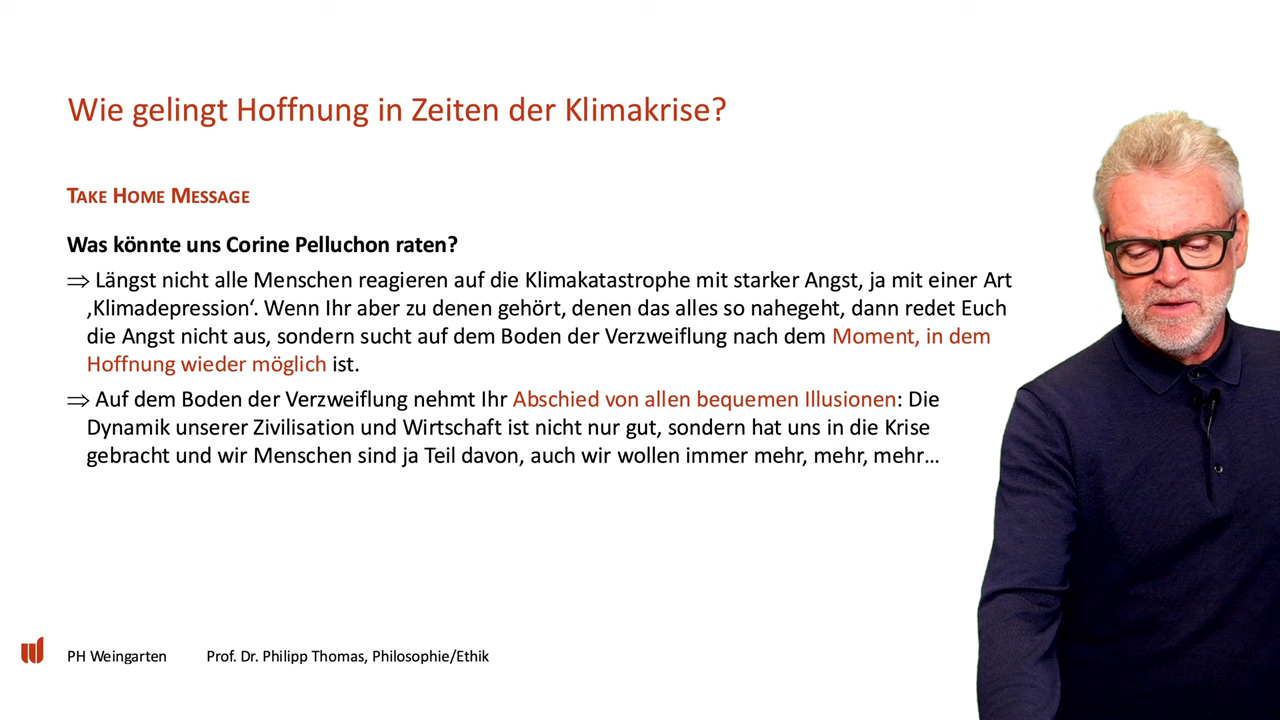 Wie gelingt Hoffnung in Zeiten der Klimakrise?
Take Home Message
Was könnte uns Corine Pelluchon raten?
⇒ Längst nicht alle Menschen reagieren auf die Klimakatastrophe mit starker Angst, ja mit einer Art
‚Klimadepression‘. Wenn Ihr aber zu denen gehört, denen das alles so nahegeht, dann redet Euch
die Angst nicht aus, sondern sucht auf dem Boden der Verzweiflung nach dem Moment, in dem
Hoffnung wieder möglich ist.
⇒ Auf dem Boden der Verzweiflung nehmt Ihr Abschied von allen bequemen Illusionen: Die
Dynamik unserer Zivilisation und Wirtschaft ist nicht nur gut, sondern hat uns in die Krise
gebracht und wir Menschen sind ja Teil davon, auch wir wollen immer mehr, mehr, mehr…
PH Weingarten Prof. Dr. Philipp Thomas, Philosophie/Ethik